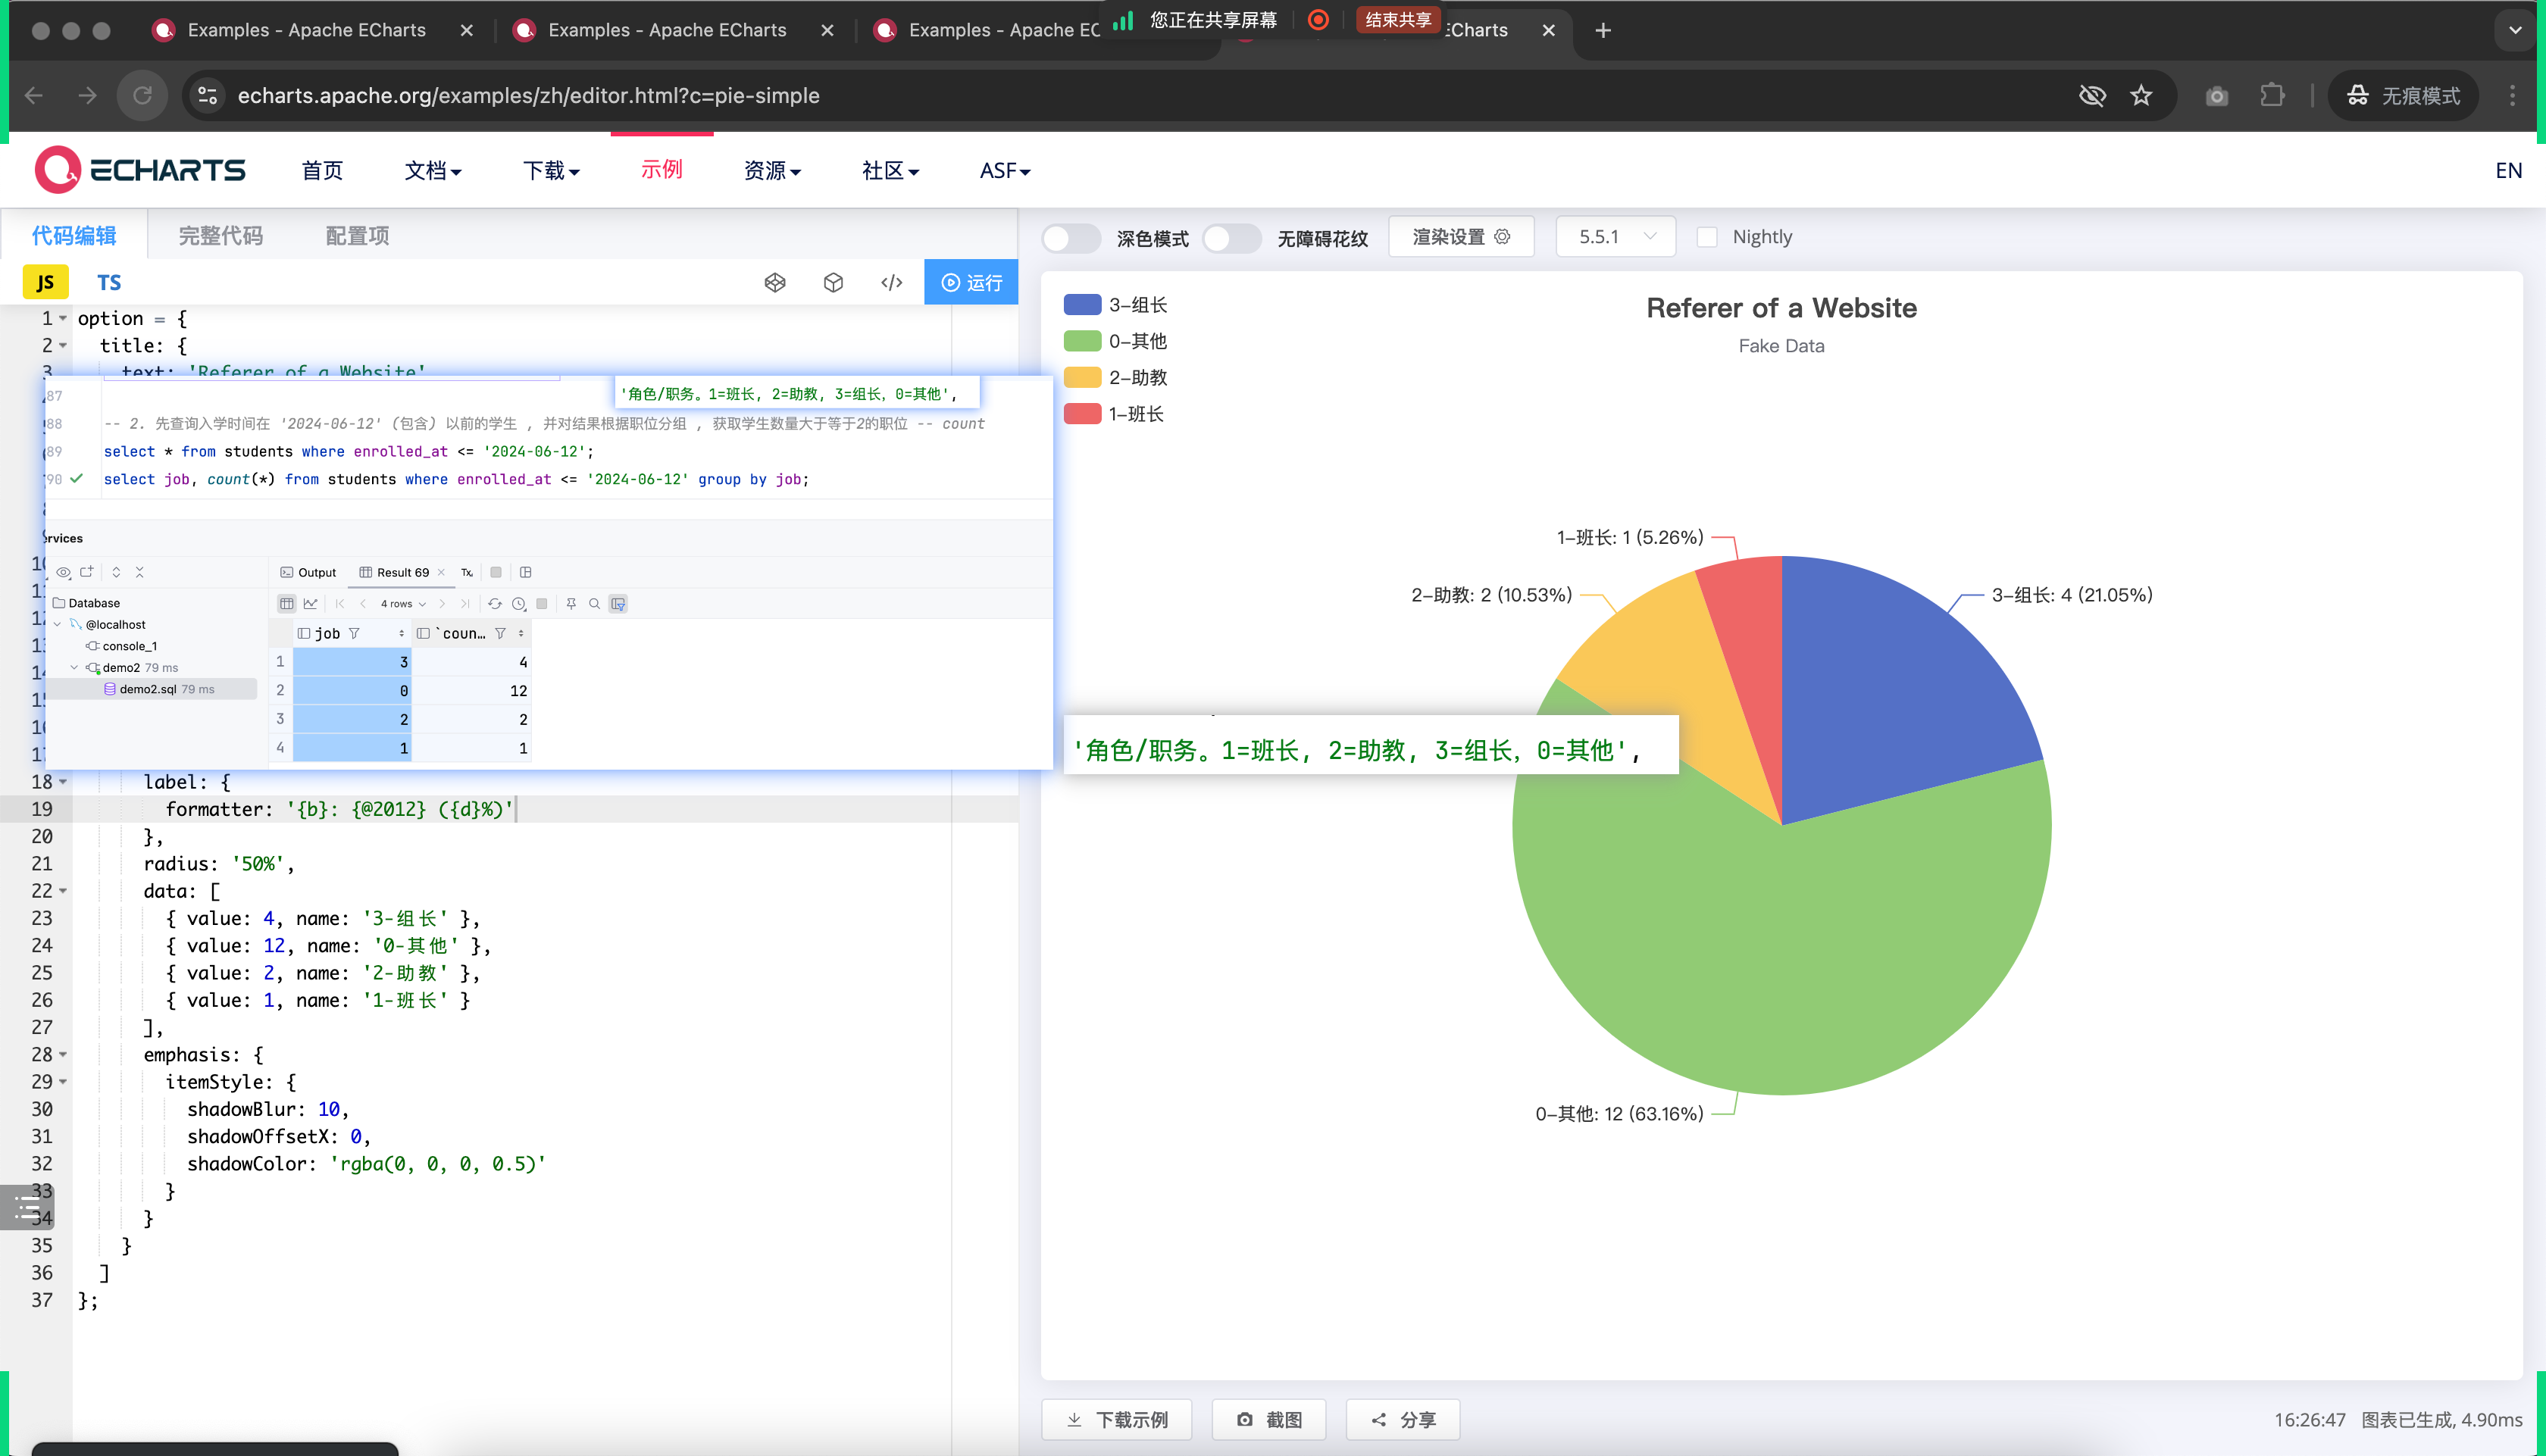 Examples - Apache ECharts
Examples - Apache ECharts
Examples - Apache EC
您正在共享屏幕
结束共享
ECharts
echarts.apache.org/examples/zh/editor.html?c=pie-simple
无痕模式
ECHARTS
首页
文档
下载
示例
资源
社区
ASF
EN
代码编辑
完整代码
配置项
JS
TS
运行
深色模式
无障碍花纹
渲染设置
5.5.1
Nightly
1 option = {
2 title: {
3 text: 'Referer of a Website'
'角色/职务。1=班长, 2=助教, 3=组长, 0=其他',
87
88 -- 2. 先查询入学时间在 '2024-06-12' (包含) 以前的学生 , 并对结果根据职位分组 , 获取学生数量大于等于2的职位 -- count
89 select * from students where enrolled_at <= '2024-06-12';
90 select job, count(*) from students where enrolled_at <= '2024-06-12' group by job;
ervices
Output
Result 69
Tx
4 rows
Database
@localhost
console_1
demo2 79 ms
demo2.sql 79 ms
job `coun...
1 3 4
2 0 12
3 2 2
4 1 1
18 label: {
19 formatter: '{b}: {@2012} ({d}%)'
20 },
21 radius: '50%',
22 data: [
23 { value: 4, name: '3-组长' },
24 { value: 12, name: '0-其他' },
25 { value: 2, name: '2-助教' },
26 { value: 1, name: '1-班长' }
27 ],
28 emphasis: {
29 itemStyle: {
30 shadowBlur: 10,
31 shadowOffsetX: 0,
32 shadowColor: 'rgba(0, 0, 0, 0.5)'
33 }
34 }
35 }
36 ]
37 };
3-组长
0-其他
2-助教
1-班长
Referer of a Website
Fake Data
1-班长: 1 (5.26%)
2-助教: 2 (10.53%)
3-组长: 4 (21.05%)
'角色/职务。1=班长, 2=助教, 3=组长, 0=其他',
0-其他: 12 (63.16%)
下载示例
截图
分享
16:26:47 图表已生成, 4.90ms